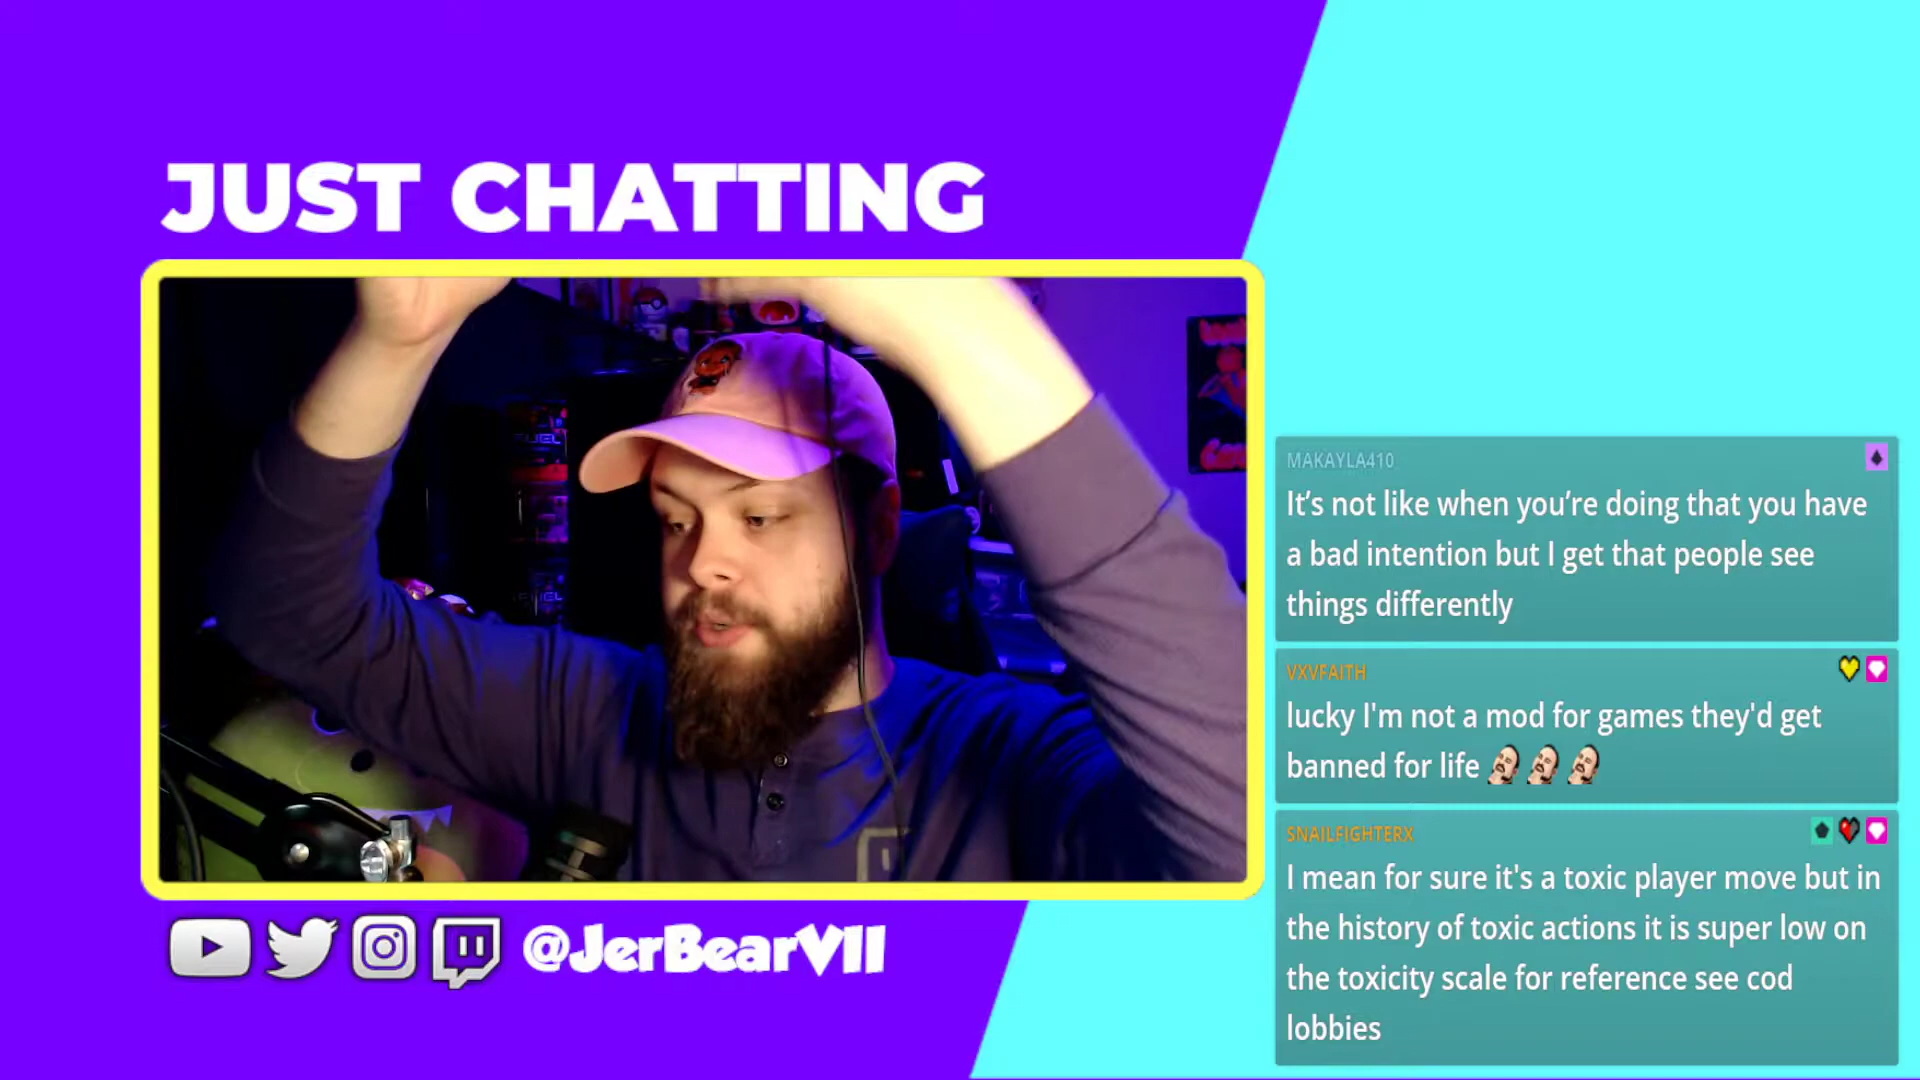 JUST CHATTING
FUEL
FUEL
@JerBearVII
MAKAYLA410
It’s not like when you’re doing that you have
a bad intention but I get that people see
things differently
VXVFAITH
lucky I'm not a mod for games they'd get
banned for life
SNAILFIGHTERX
I mean for sure it's a toxic player move but in
the history of toxic actions it is super low on
the toxicity scale for reference see cod
lobbies